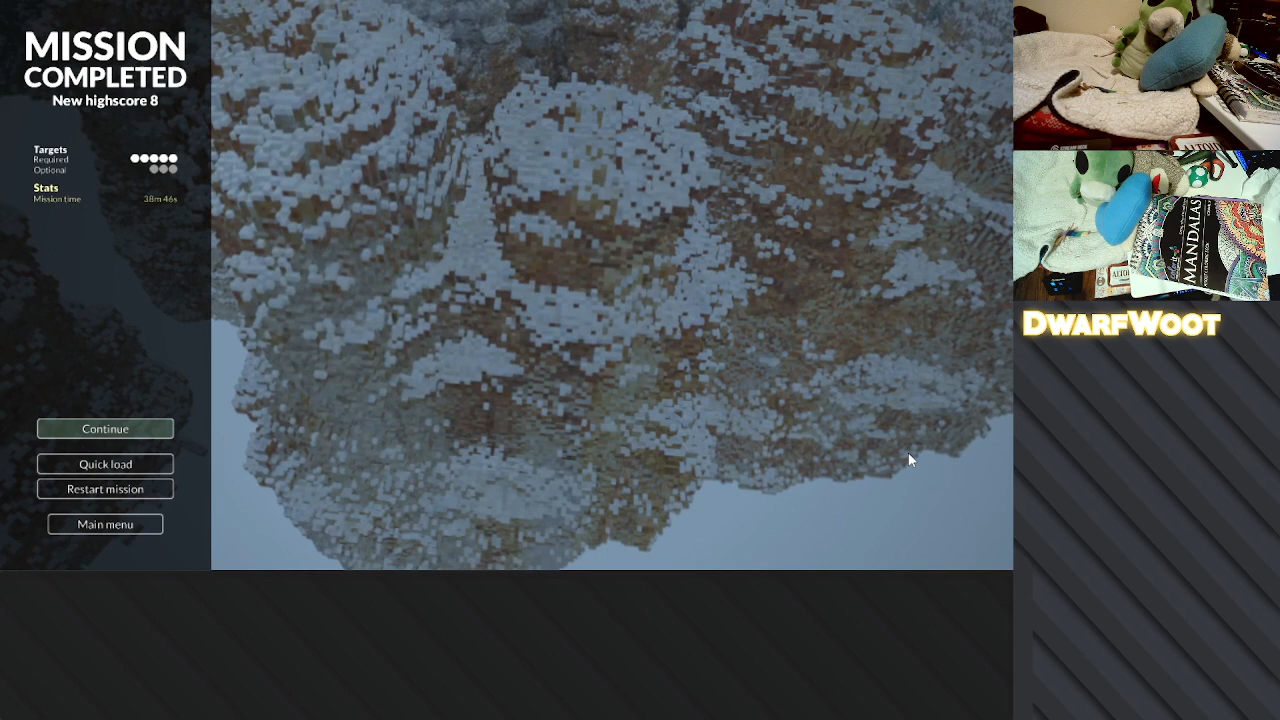 MISSION
COMPLETED
New highscore 8
Targets
Required
Optional
Stats
Mission time 38m 46s
Continue
Quick load
Restart mission
Main menu
MANDALAS
DWARFWOOT